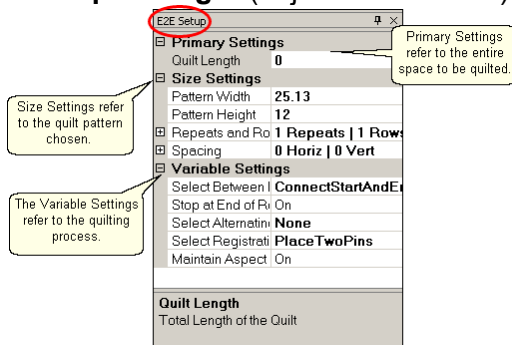 E2E Setup
Primary Settings
Quilt Length 0
Size Settings
Pattern Width 25.13
Pattern Height 12
Repeats and Ro 1 Repeats | 1 Rows
Spacing 0 Horiz | 0 Vert
Variable Settings
Select Between ConnectStartAndEn
Stop at End of R On
Select Alternatin None
Select Registrati PlaceTwoPins
Maintain Aspect On
Quilt Length
Total Length of the Quilt
Primary Settings
refer to the entire
space to be quilted.
Size Settings refer
to the quilt pattern
chosen.
The Variable Settings
refer to the quilting
process.